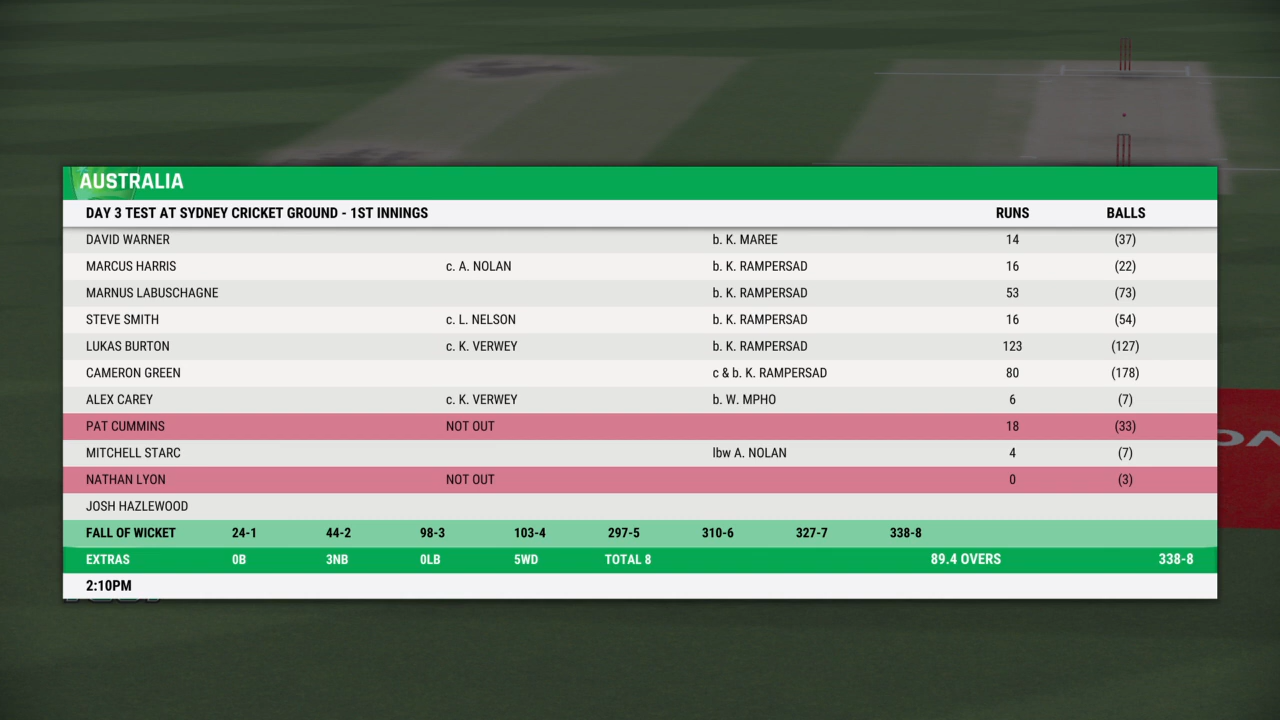 AUSTRALIA
DAY 3 TEST AT SYDNEY CRICKET GROUND - 1ST INNINGS RUNS BALLS
DAVID WARNER b. K. MAREE 14 (37)
MARCUS HARRIS c. A. NOLAN b. K. RAMPERSAD 16 (22)
MARNUS LABUSCHAGNE b. K. RAMPERSAD 53 (73)
STEVE SMITH c. L. NELSON b. K. RAMPERSAD 16 (54)
LUKAS BURTON c. K. VERWEY b. K. RAMPERSAD 123 (127)
CAMERON GREEN c & b. K. RAMPERSAD 80 (178)
ALEX CAREY c. K. VERWEY b. W. MPHO 6 (7)
PAT CUMMINS NOT OUT 18 (33)
MITCHELL STARC lbw A. NOLAN 4 (7)
NATHAN LYON NOT OUT 0 (3)
JOSH HAZLEWOOD
FALL OF WICKET 24-1 44-2 98-3 103-4 297-5 310-6 327-7 338-8
EXTRAS 0B 3NB 0LB 5WD TOTAL 8 89.4 OVERS 338-8
2:10PM